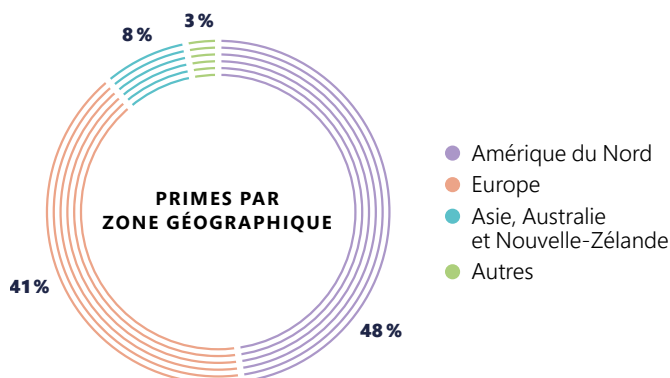 3 %
8 %
PRIMES PAR
ZONE GÉOGRAPHIQUE
41 %
48 %
Amérique du Nord
Europe
Asie, Australie
et Nouvelle-Zélande
Autres